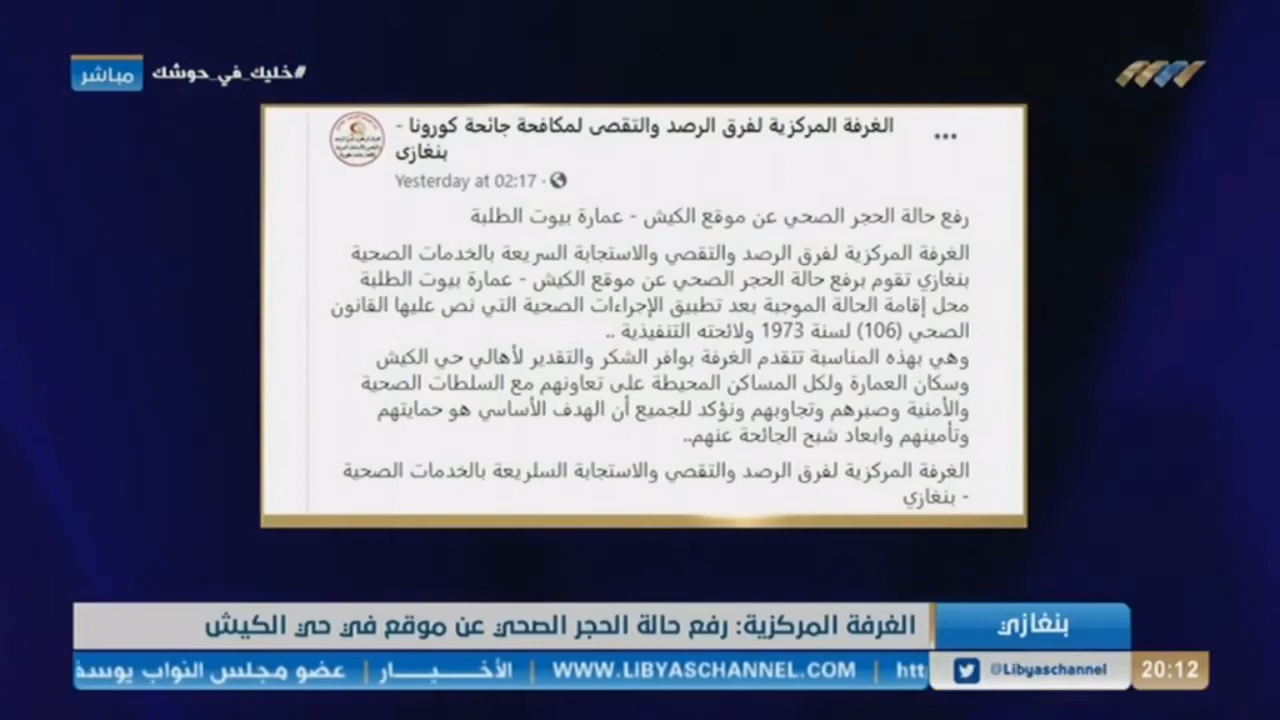 #خليك_في_حوشك
مباشر
الغرفة المركزية لفرق الرصد والتقصى لمكافحة جائحة كورونا -
بنغازى
Yesterday at 02:17
رفع حالة الحجر الصحي عن موقع الكيش - عمارة بيوت الطلبة
الغرفة المركزية لفرق الرصد والتقصي والاستجابة السريعة بالخدمات الصحية
بنغازي تقوم برفع حالة الحجر الصحي عن موقع الكيش - عمارة بيوت الطلبة
محل إقامة الحالة الموجبة بعد تطبيق الإجراءات الصحية التي نص عليها القانون
الصحي (106) لسنة 1973 ولائحته التنفيذية ..
وهي بهذه المناسبة تتقدم الغرفة بوافر الشكر والتقدير لأهالي حي الكيش
وسكان العمارة ولكل المساكن المحيطة على تعاونهم مع السلطات الصحية
والأمنية وصبرهم وتجاوبهم ونؤكد للجميع أن الهدف الأساسي هو حمايتهم
وتأمينهم وابعاد شبح الجائحة عنهم..
الغرفة المركزية لفرق الرصد والتقصي والاستجابة السلريعة بالخدمات الصحية
- بنغازي
بنغازي
الغرفة المركزية: رفع حالة الحجر الصحي عن موقع في حي الكيش
20:12
@Libyaschannel
htt | WWW.LIBYASCHANNEL.COM | الأخبــــار | عضو مجلس النواب يوسف